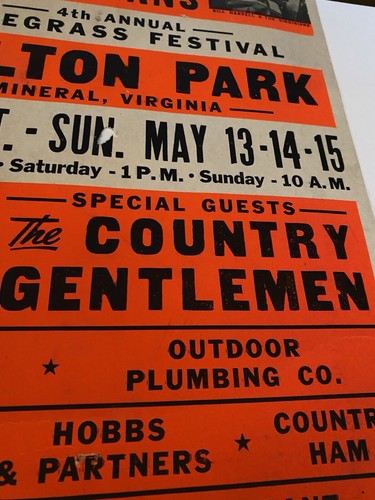 4th ANNUAL
EGRASS FESTIVAL
LTON PARK
MINERAL, VIRGINIA
T. - SUN. MAY 13-14-15
• Saturday - 1 P.M. • Sunday - 10 A.M.
SPECIAL GUESTS
The COUNTRY
GENTLEMEN
OUTDOOR
PLUMBING CO.
HOBBS
& PARTNERS
COUNTR
HAM